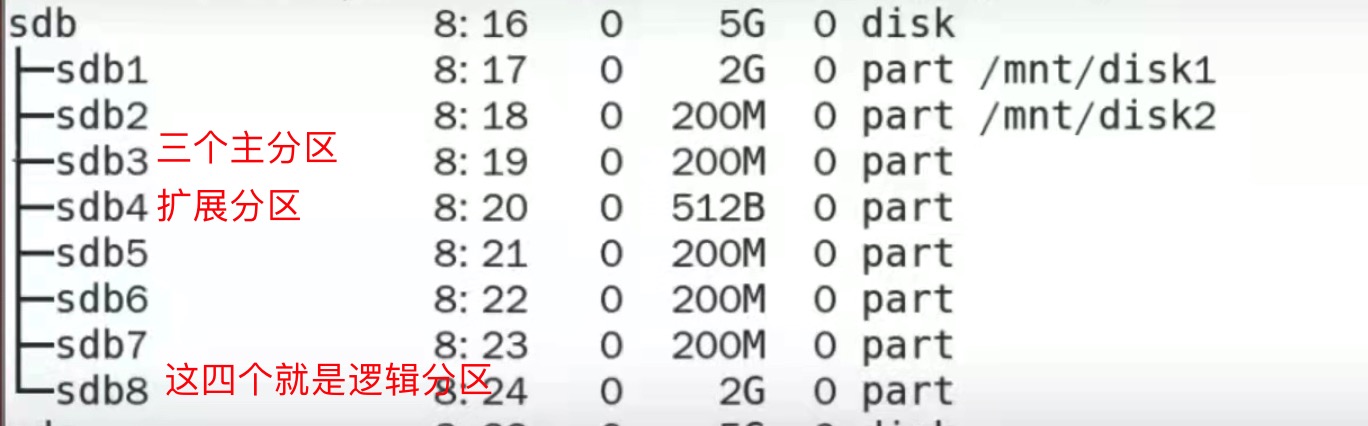 sdb 8:16 0 5G 0 disk
├─sdb1 8:17 0 2G 0 part /mnt/disk1
├─sdb2 8:18 0 200M 0 part /mnt/disk2
三个主分区
├─sdb3 8:19 0 200M 0 part
├─sdb4 扩展分区 8:20 0 512B 0 part
├─sdb5 8:21 0 200M 0 part
├─sdb6 8:22 0 200M 0 part
├─sdb7 8:23 0 200M 0 part
这四个就是逻辑分区
└─sdb8 8:24 0 2G 0 part